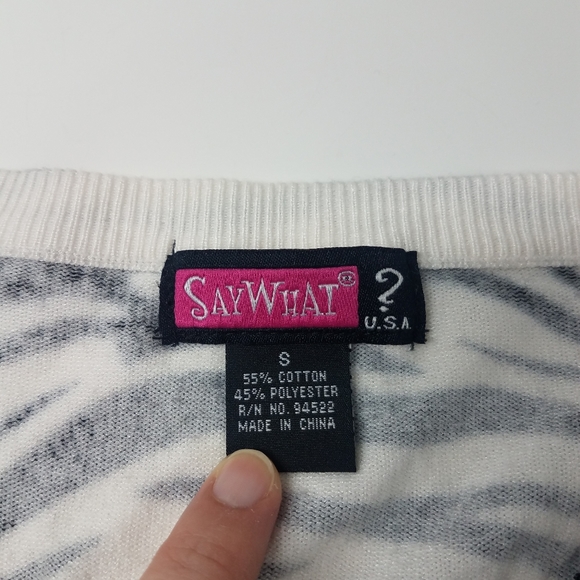 SAYWHAT®
?
U.S.A.
S
55% COTTON
45% POLYESTER
R/N NO. 94522
MADE IN CHINA